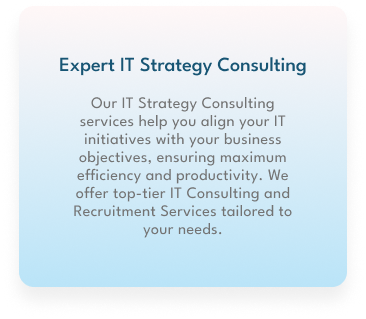 Expert IT Strategy Consulting
Our IT Strategy Consulting
services help you align your IT
initiatives with your business
objectives, ensuring maximum
efficiency and productivity. We
offer top-tier IT Consulting and
Recruitment Services tailored to
your needs.